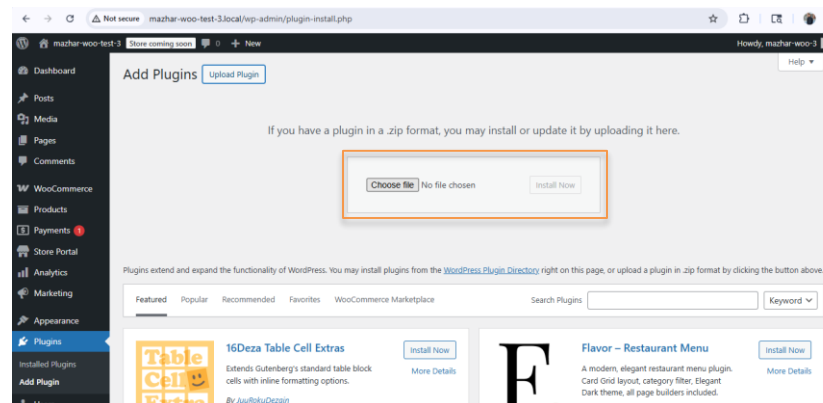 Not secure mazhar-woo-test-3.local/wp-admin/plugin-install.php
mazhar-woo-test-3 Store coming soon 0 + New Howdy, mazhar-woo-3
Help
Dashboard
Add Plugins Upload Plugin
Posts
Media
Pages
Comments
WooCommerce
Products
Payments 1
Store Portal
Analytics
Marketing
Appearance
Plugins
Installed Plugins
Add Plugin
If you have a plugin in a .zip format, you may install or update it by uploading it here.
Choose file No file chosen Install Now
Plugins extend and expand the functionality of WordPress. You may install plugins from the WordPress Plugin Directory right on this page, or upload a plugin in .zip format by clicking the button above.
Featured Popular Recommended Favorites WooCommerce Marketplace Search Plugins Keyword
Table
Cell
Extra
16Deza Table Cell Extras
Install Now
Extends Gutenberg's standard table block
cells with inline formatting options.
More Details
By JuuRokuDezain
F
Flavor – Restaurant Menu
Install Now
A modern, elegant restaurant menu plugin.
Card Grid layout, category filter, Elegant
Dark theme, all page builders included.
More Details